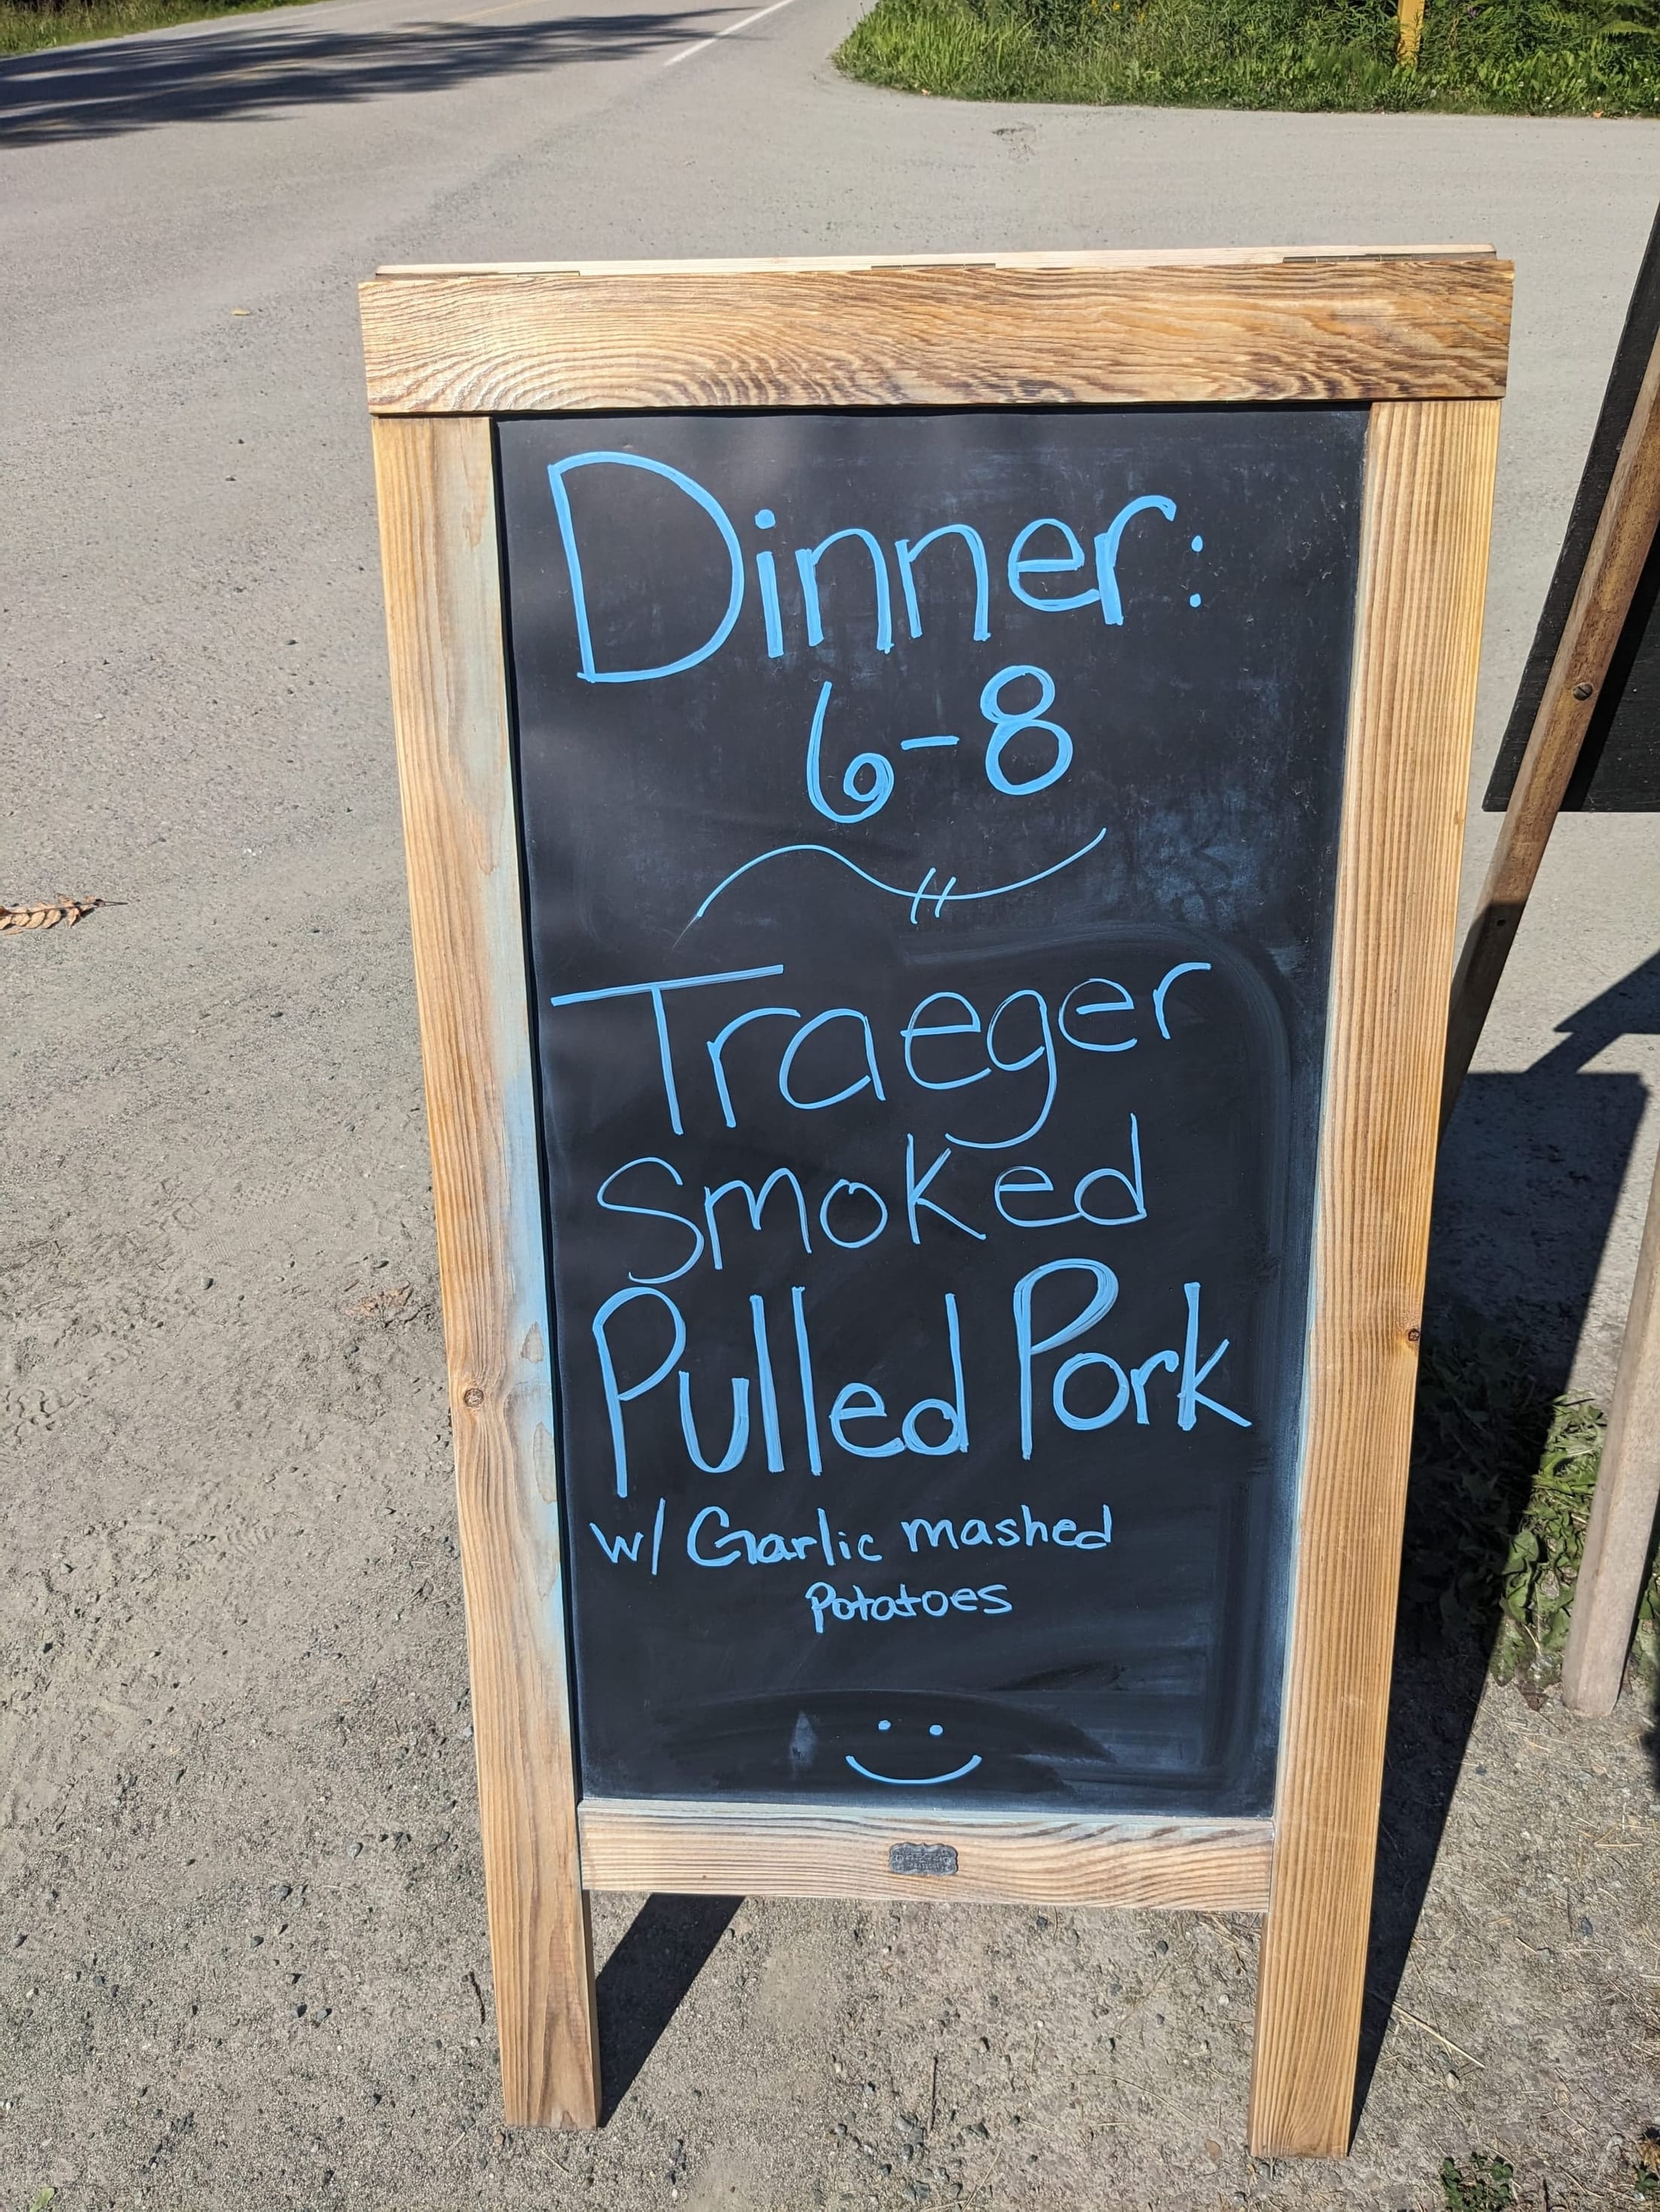 Dinner:
6-8
Traeger
Smoked
Pulled Pork
w/ Garlic mashed
Potatoes